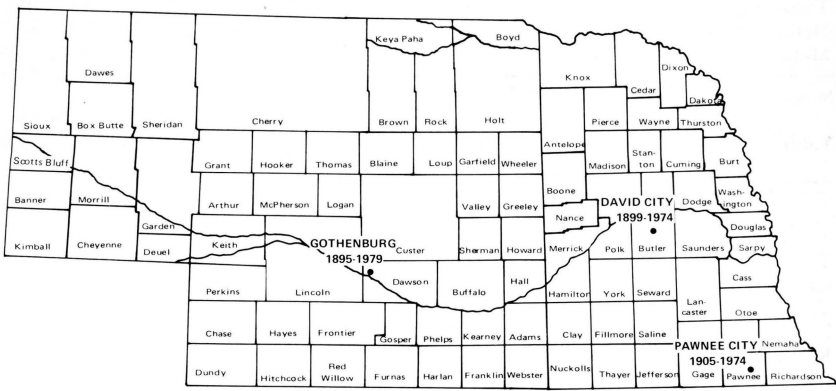 Keya Paha
Boyd
Dawes
Knox
Dixon
Cedar
Dakota
Sioux
Box Butte
Sheridan
Cherry
Brown
Rock
Holt
Pierce
Wayne
Thurston
Antelope
Scotts Bluff
Grant
Hooker
Thomas
Blaine
Loup
Garfield
Wheeler
Madison
Stan-
ton
Cuming
Burt
Banner
Morrill
Arthur
McPherson
Logan
Valley
Greeley
Boone
Nance
DAVID CITY
1899-1974
Dodge
Wash-
ington
Douglas
Garden
Kimball
Cheyenne
Deuel
Keith
GOTHENBURG
1895-1979
Custer
Sherman
Howard
Merrick
Polk
Butler
Saunders
Sarpy
Perkins
Lincoln
Dawson
Buffalo
Hall
Hamilton
York
Seward
Lan-
caster
Cass
Otoe
Chase
Hayes
Frontier
Gosper
Phelps
Kearney
Adams
Clay
Fillmore
Saline
PAWNEE CITY
1905-1974
Nemaha
Dundy
Hitchcock
Red
Willow
Furnas
Harlan
Franklin
Webster
Nuckolls
Thayer
Jefferson
Gage
Pawnee
Richardson